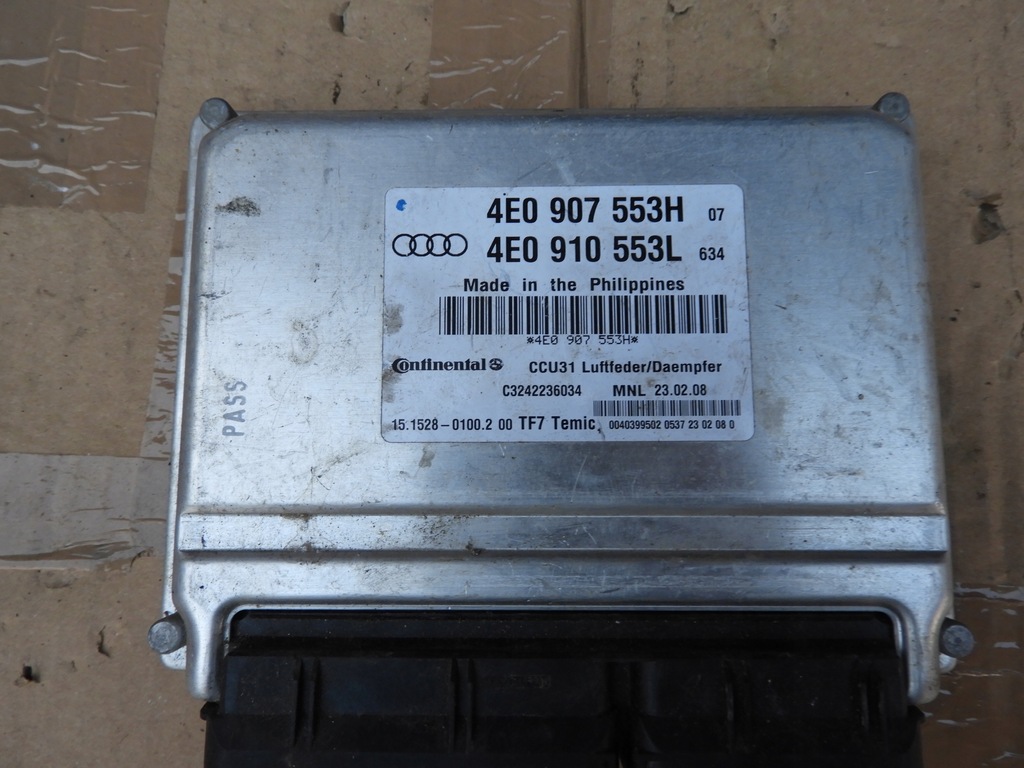 4E0 907 553H 07
4E0 910 553L 634
Made in the Philippines
*4E0 907 553H*
Continental CCU31 Luftfeder/Daempfer
C3242236034 MNL 23.02.08
15.1528-0100.2 00 TF7 Temic 0040399502 0537 23 02 08 0
PASS